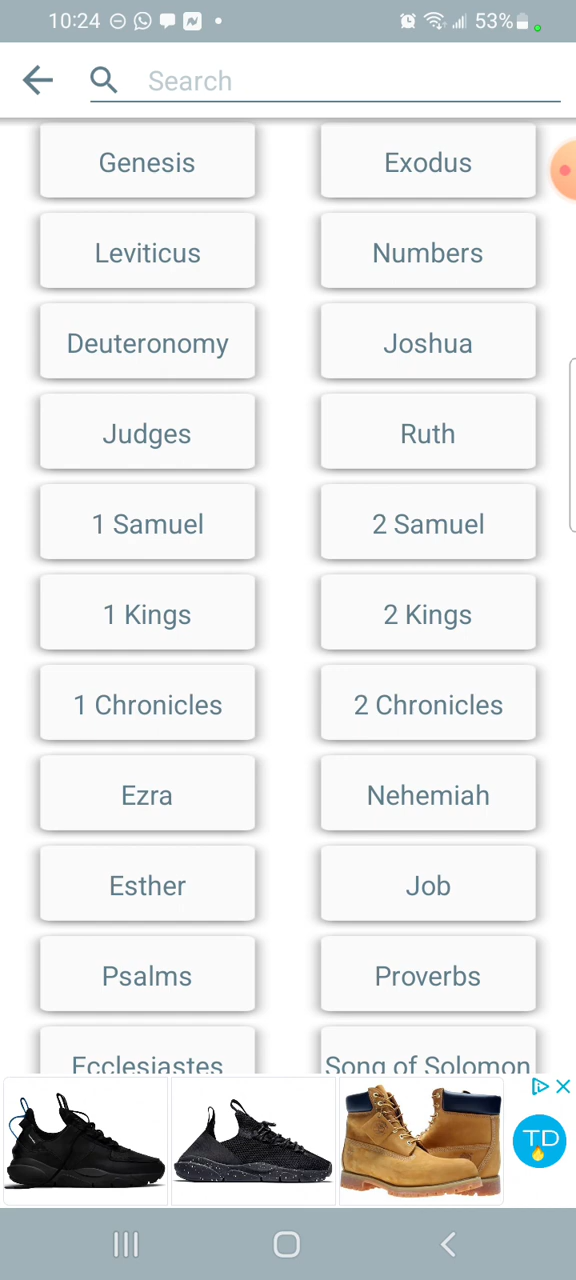 10:24 53%
Search
Genesis Exodus
Leviticus Numbers
Deuteronomy Joshua
Judges Ruth
1 Samuel 2 Samuel
1 Kings 2 Kings
1 Chronicles 2 Chronicles
Ezra Nehemiah
Esther Job
Psalms Proverbs
Ecclesiastes Song of Solomon
TD